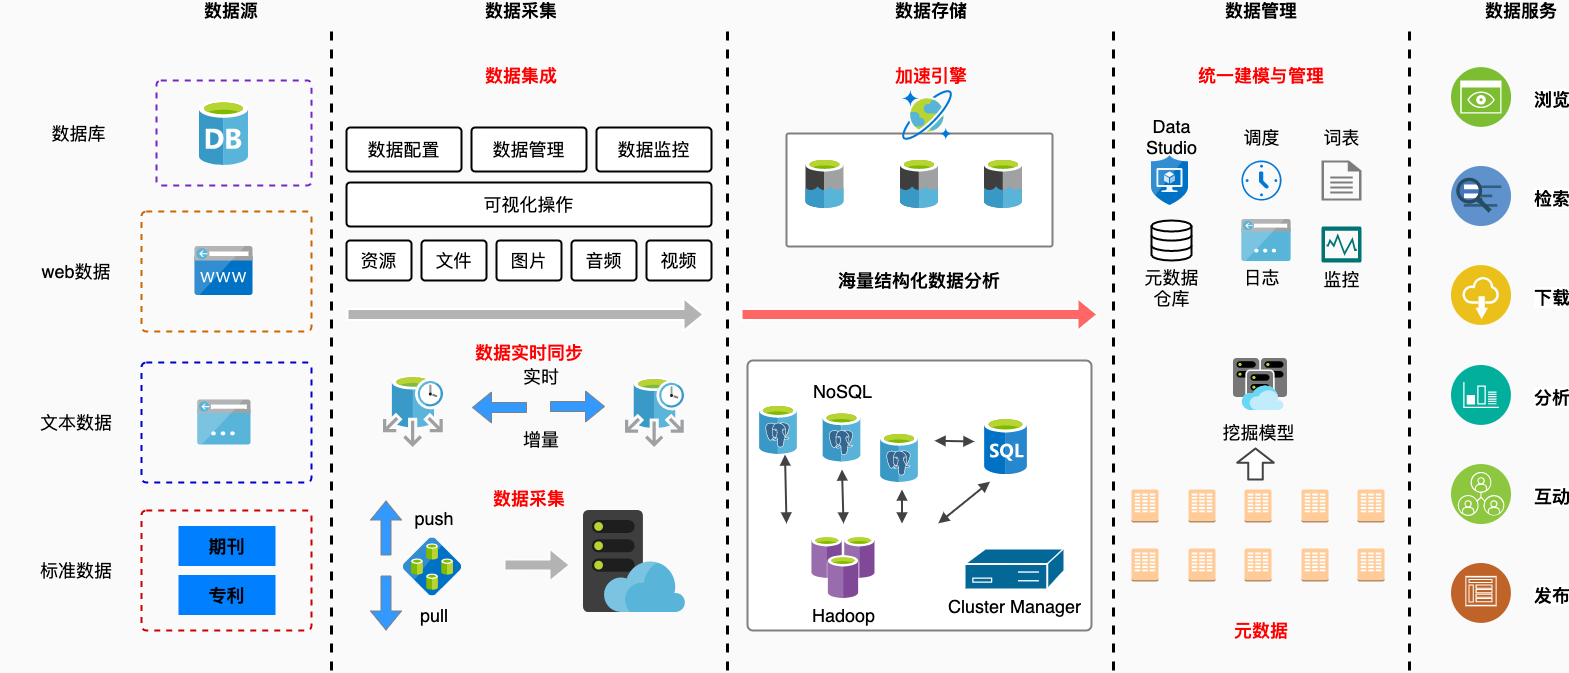 数据源
数据采集
数据存储
数据管理
数据服务
数据库
DB
web数据
WWW
文本数据
标准数据
期刊
专利
数据集成
数据配置
数据管理
数据监控
可视化操作
资源
文件
图片
音频
视频
数据实时同步
实时
增量
数据采集
push
pull
加速引擎
海量结构化数据分析
NoSQL
SQL
Hadoop
Cluster Manager
统一建模与管理
Data
Studio
调度
词表
元数据
仓库
日志
监控
挖掘模型
元数据
浏览
检索
下载
分析
互动
发布